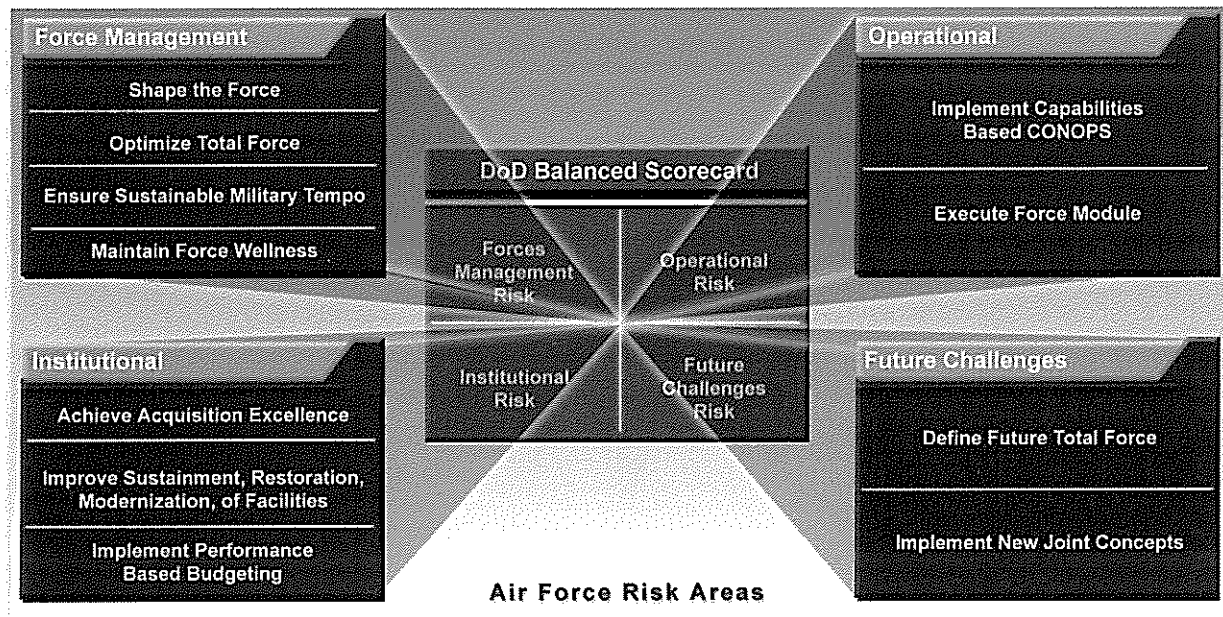 Force Management
Shape the Force
Optimize Total Force
Ensure Sustainable Military Tempo
Maintain Force Wellness
Operational
Implement Capabilities
Based CONOPS
Execute Force Module
DoD Balanced Scorecard
Forces
Management
Risk
Operational
Risk
Institutional
Risk
Future
Challenges
Risk
Institutional
Achieve Acquisition Excellence
Improve Sustainment, Restoration,
Modernization, of Facilities
Implement Performance
Based Budgeting
Future Challenges
Define Future Total Force
Implement New Joint Concepts
Air Force Risk Areas